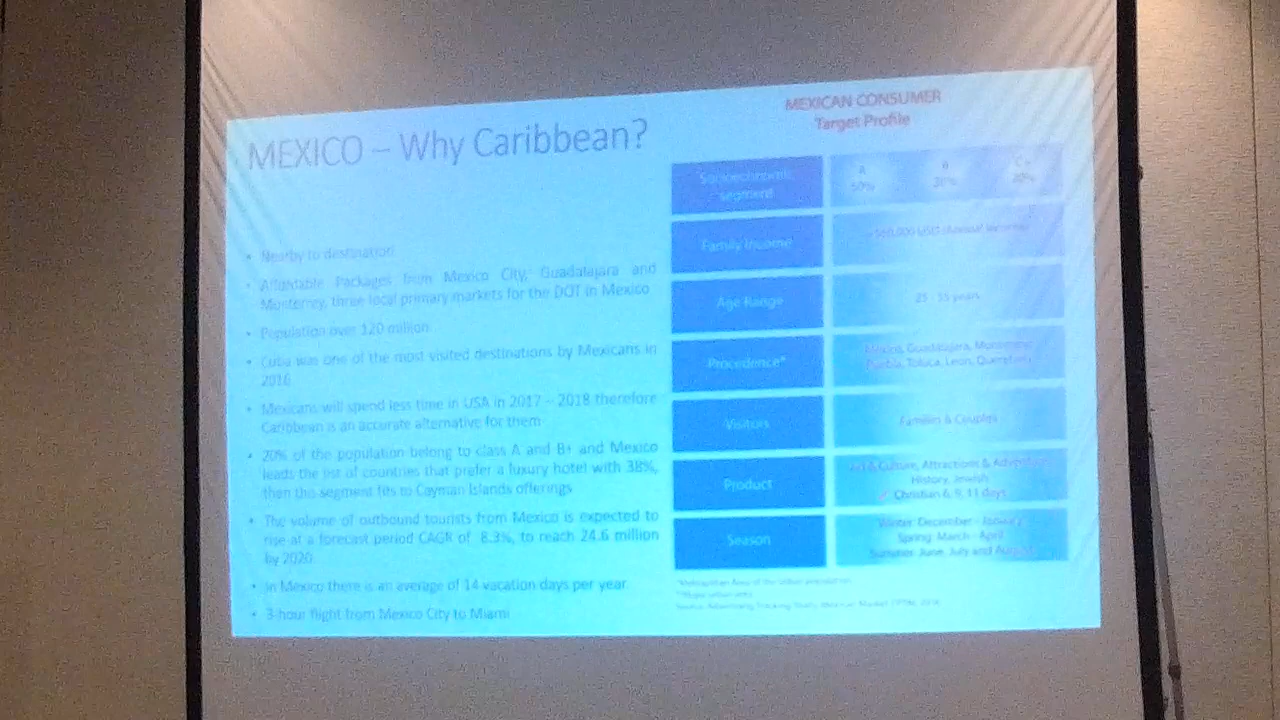 MEXICO – Why Caribbean?
• Nearby to destination
• Affordable Packages from Mexico City, Guadalajara and
Monterrey, three local primary markets for the DOT in Mexico
• Population over 120 million
• Cuba was one of the most visited destinations by Mexicans in
2016
• Mexicans will spend less time in USA in 2017 – 2018 therefore
Caribbean is an accurate alternative for them
• 20% of the population belong to class A and B+ and Mexico
leads the list of countries that prefer a luxury hotel with 38%,
then this segment fits to Cayman Islands offerings
• The volume of outbound tourists from Mexico is expected to
rise at a forecast period CAGR of 8.3%, to reach 24.6 million
by 2020
• In Mexico there is an average of 14 vacation days per year
• 3-hour flight from Mexico City to Miami
MEXICAN CONSUMER
Target Profile
segment
A
50%
Family Income
Age Range
years
Procedence*
Mexico, Guadalajara,
Puebla, Toluca, Leon,
Visitors
Families & Couples
Product
& Culture, Attractions &
History, Jewish
Christian 6, 9, 11 days
Season
Winter: December - January
Spring: March - April
Summer: June, July and August